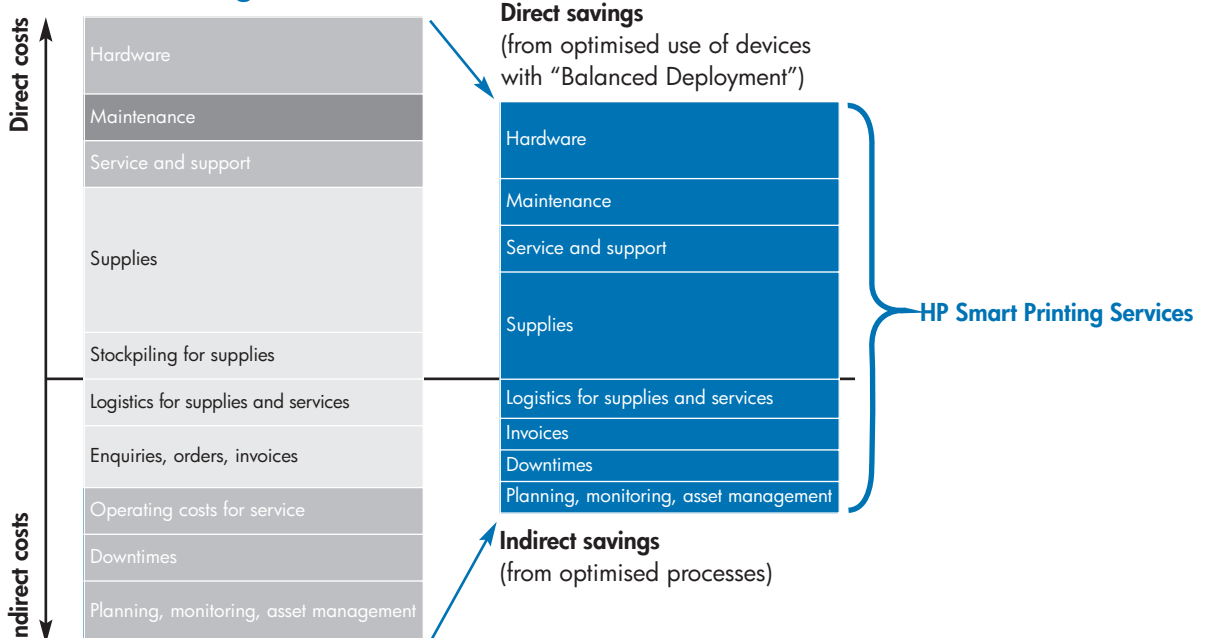 Direct costs
Hardware
Maintenance
Service and support
Supplies
Stockpiling for supplies
Logistics for supplies and services
Enquiries, orders, invoices
Operating costs for service
Downtimes
Planning, monitoring, asset management
ndirect costs
Direct savings
(from optimised use of devices
with “Balanced Deployment”)
Hardware
Maintenance
Service and support
Supplies
Logistics for supplies and services
Invoices
Downtimes
Planning, monitoring, asset management
Indirect savings
(from optimised processes)
HP Smart Printing Services